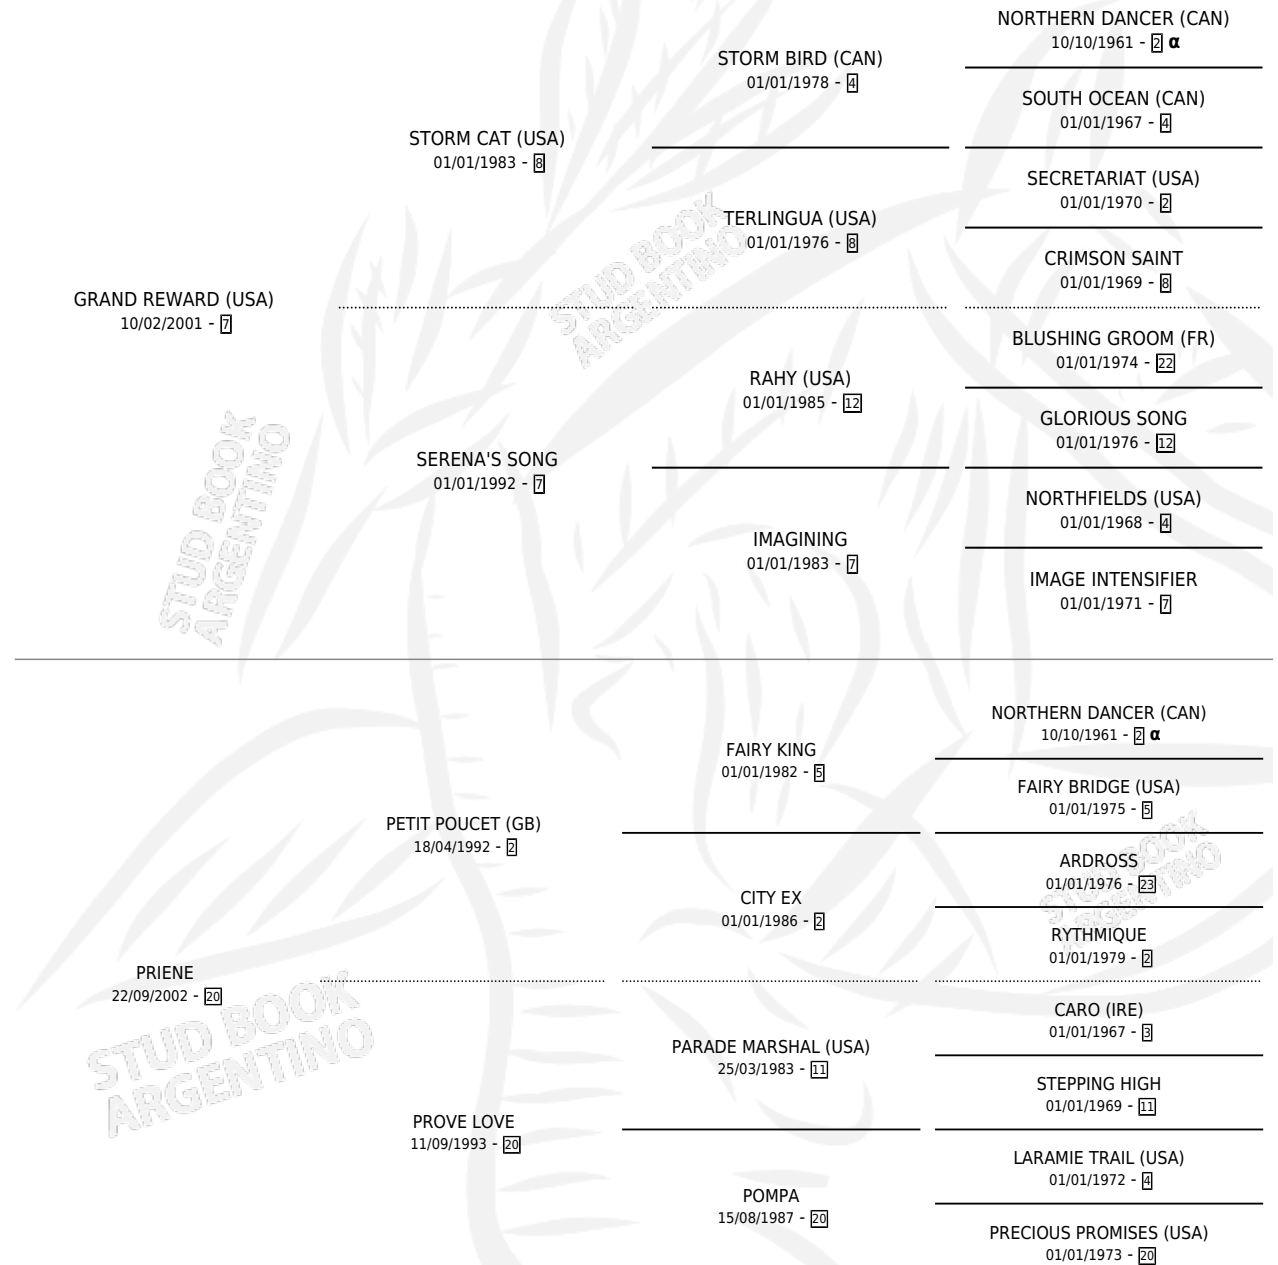 NORTHERN DANCER (CAN)
10/10/1961 - 2 α
STORM BIRD (CAN)
01/01/1978 - 4
SOUTH OCEAN (CAN)
01/01/1967 - 4
STORM CAT (USA)
01/01/1983 - 8
SECRETARIAT (USA)
01/01/1970 - 2
TERLINGUA (USA)
01/01/1976 - 8
CRIMSON SAINT
01/01/1969 - 8
GRAND REWARD (USA)
10/02/2001 - 7
BLUSHING GROOM (FR)
01/01/1974 - 22
RAHY (USA)
01/01/1985 - 12
GLORIOUS SONG
01/01/1976 - 12
SERENA'S SONG
01/01/1992 - 7
NORTHFIELDS (USA)
01/01/1968 - 4
IMAGINING
01/01/1983 - 7
IMAGE INTENSIFIER
01/01/1971 - 7
NORTHERN DANCER (CAN)
10/10/1961 - 2 α
FAIRY KING
01/01/1982 - 5
FAIRY BRIDGE (USA)
01/01/1975 - 5
PETIT POUCET (GB)
18/04/1992 - 2
ARDROSS
01/01/1976 - 23
CITY EX
01/01/1986 - 2
RYTHMIQUE
01/01/1979 - 2
PRIENE
22/09/2002 - 20
CARO (IRE)
01/01/1967 - 3
PARADE MARSHAL (USA)
25/03/1983 - 11
STEPPING HIGH
01/01/1969 - 11
PROVE LOVE
11/09/1993 - 20
LARAMIE TRAIL (USA)
01/01/1972 - 4
POMPA
15/08/1987 - 20
PRECIOUS PROMISES (USA)
01/01/1973 - 20
STUD BOOK
ARGENTINO
STUD BOOK
ARGENTINO
STUD BOOK
ARGENTINO
STUD BOOK
ARGENTINO